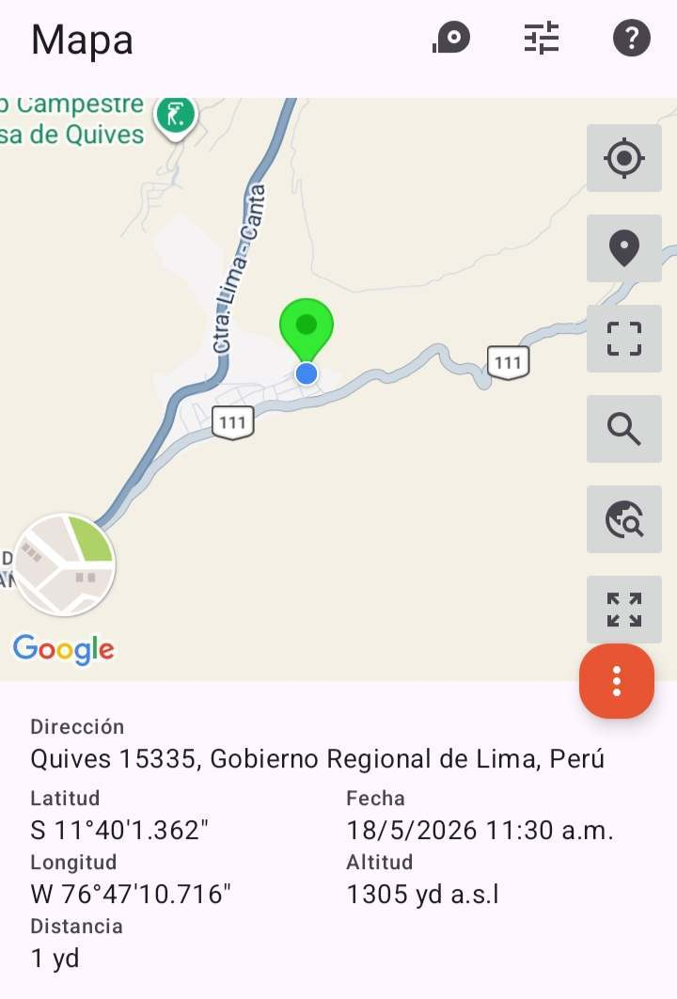 Mapa
Campestre
sa de Quives
Ctra. Lima - Canta
111
111
Google
Dirección
Quives 15335, Gobierno Regional de Lima, Perú
Latitud
S 11°40'1.362"
Fecha
18/5/2026 11:30 a.m.
Longitud
W 76°47'10.716"
Altitud
1305 yd a.s.l
Distancia
1 yd